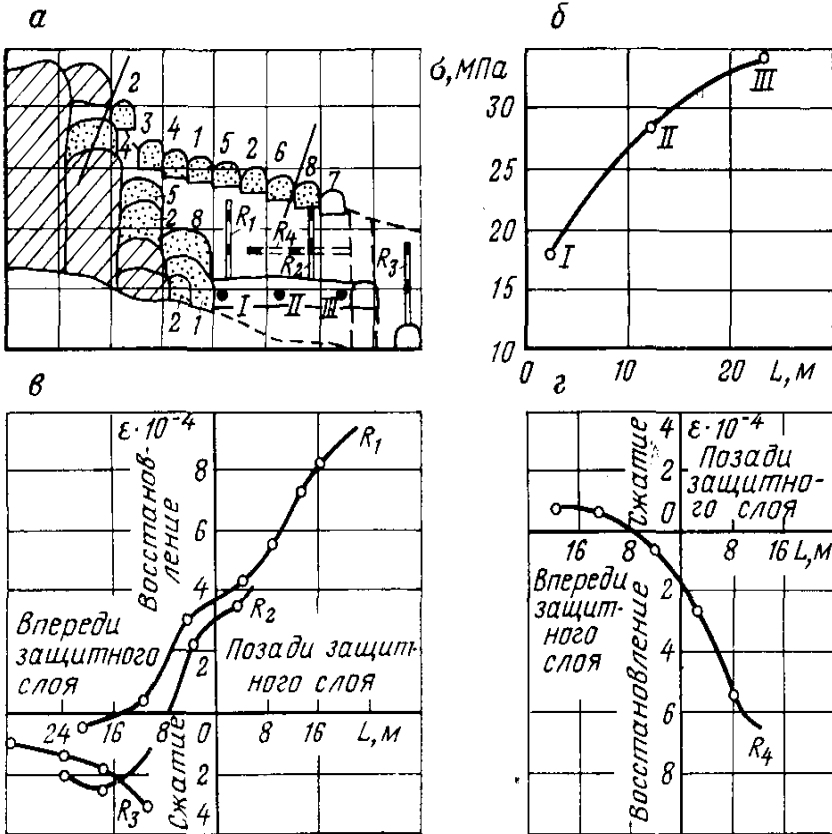 а
2
3
4
4
1
5
2
6
8
7
5
2
8
R₁
R₄
R₂
R₃
I
II
III
2
1
б
σ, МПа
30
25
20
15
10
0
10
20
L, м
I
II
III
в
ε·10⁻⁴
Восстанов-
ление
8
6
4
2
R₁
R₂
Впереди
защитного
слоя
Позади защит-
ного слоя
24
16
8
0
8
16
L, м
Сжатие
2
4
R₃
г
ε·10⁻⁴
Сжатие
4
2
0
Позади
защитно-
го слоя
16
8
8
16
L, м
Впереди
защит-
ного
слоя
Восстановление
2
4
6
8
R₄